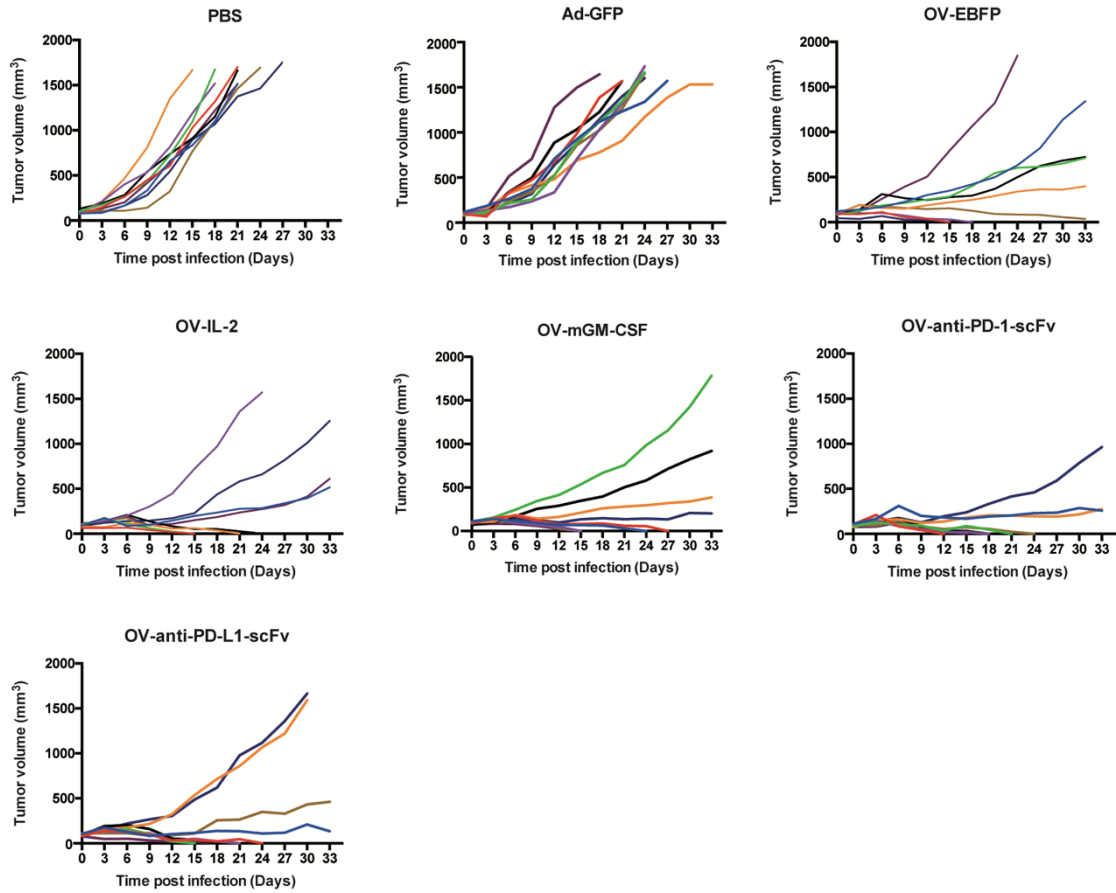 PBS
Tumor volume (mm3)
2000
1500
1000
500
0
0 3 6 9 12 15 18 21 24 27 30 33
Time post infection (Days)
Ad-GFP
Tumor volume (mm3)
2000
1500
1000
500
0
0 3 6 9 12 15 18 21 24 27 30 33
Time post infection (Days)
OV-EBFP
Tumor volume (mm3)
2000
1500
1000
500
0
0 3 6 9 12 15 18 21 24 27 30 33
Time post infection (Days)
OV-IL-2
Tumor volume (mm3)
2000
1500
1000
500
0
0 3 6 9 12 15 18 21 24 27 30 33
Time post infection (Days)
OV-mGM-CSF
Tumor volume (mm3)
2000
1500
1000
500
0
0 3 6 9 12 15 18 21 24 27 30 33
Time post infection (Days)
OV-anti-PD-1-scFv
Tumor volume (mm3)
2000
1500
1000
500
0
0 3 6 9 12 15 18 21 24 27 30 33
Time post infection (Days)
OV-anti-PD-L1-scFv
Tumor volume (mm3)
2000
1500
1000
500
0
0 3 6 9 12 15 18 21 24 27 30 33
Time post infection (Days)